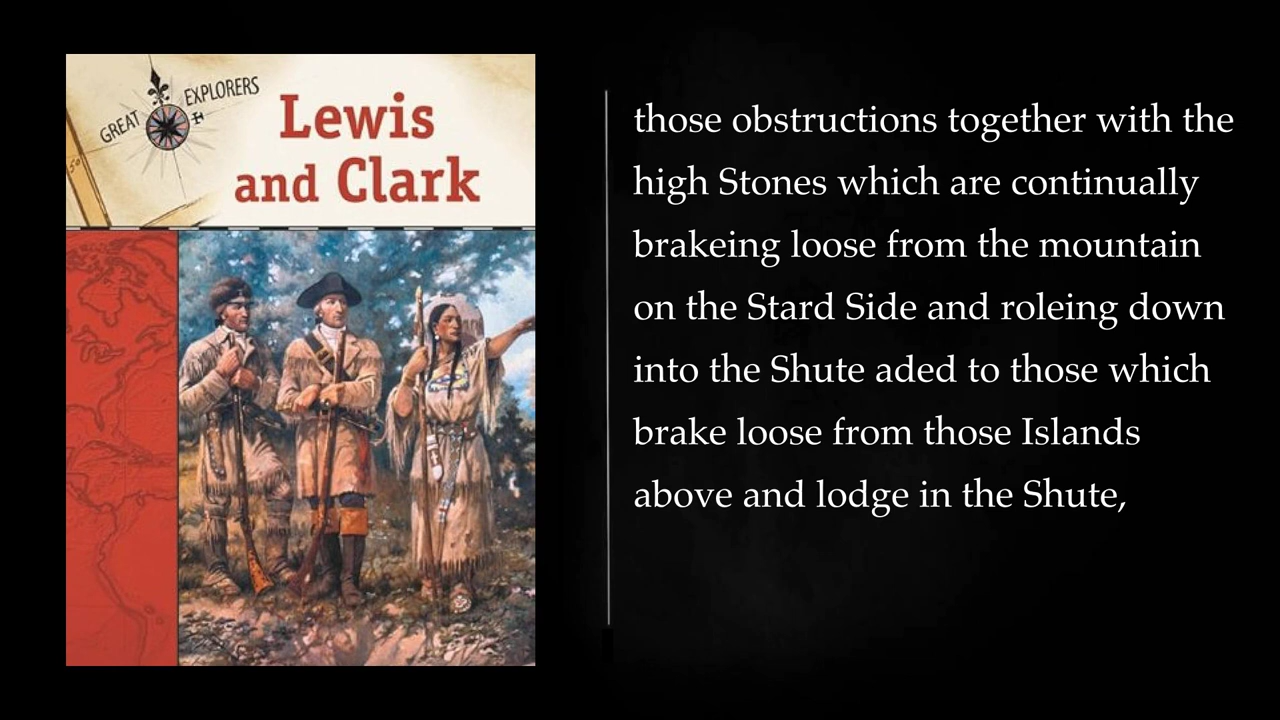 GREAT EXPLORERS
Lewis
and Clark
50
those obstructions together with the
high Stones which are continually
brakeing loose from the mountain
on the Stard Side and roleing down
into the Shute aded to those which
brake loose from those Islands
above and lodge in the Shute,